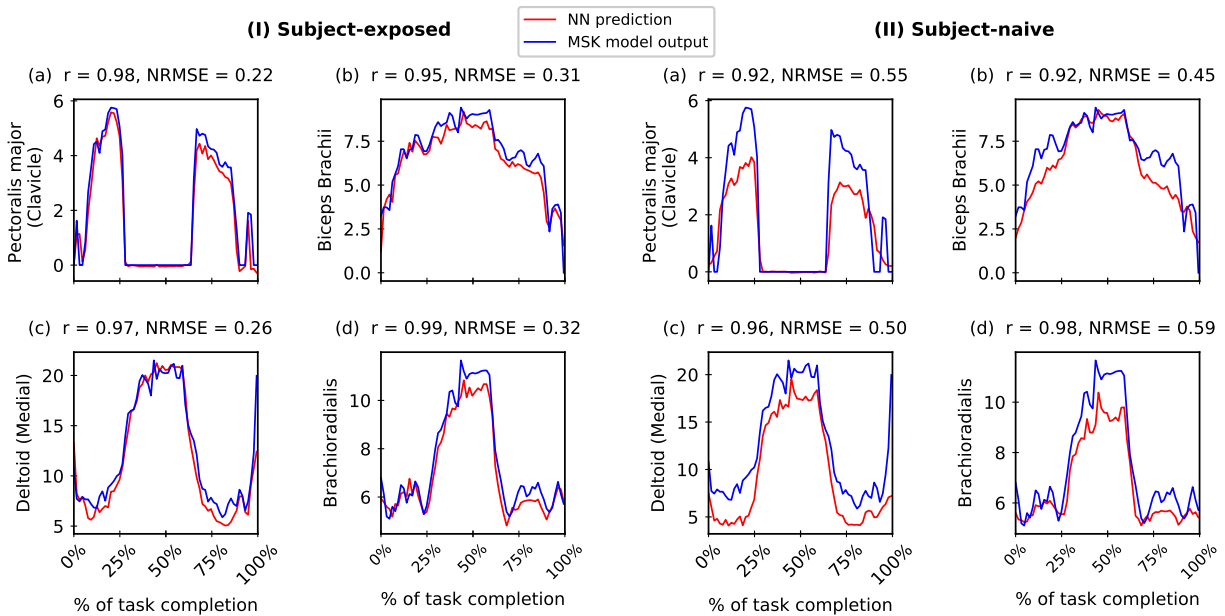 (I) Subject-exposed
NN prediction
MSK model output
(II) Subject-naive
(a) r = 0.98, NRMSE = 0.22
(b) r = 0.95, NRMSE = 0.31
(a) r = 0.92, NRMSE = 0.55
(b) r = 0.92, NRMSE = 0.45
Pectoralis major
(Clavicle)
6
4
2
0
Biceps Brachii
7.5
5.0
2.5
0.0
Pectoralis major
(Clavicle)
6
4
2
0
Biceps Brachii
7.5
5.0
2.5
0.0
(c) r = 0.97, NRMSE = 0.26
(d) r = 0.99, NRMSE = 0.32
(c) r = 0.96, NRMSE = 0.50
(d) r = 0.98, NRMSE = 0.59
Deltoid (Medial)
20
15
10
5
Brachioradialis
10
8
6
Deltoid (Medial)
20
15
10
5
Brachioradialis
10
8
6
0% 25% 50% 75% 100%
0% 25% 50% 75% 100%
0% 25% 50% 75% 100%
0% 25% 50% 75% 100%
% of task completion
% of task completion
% of task completion
% of task completion